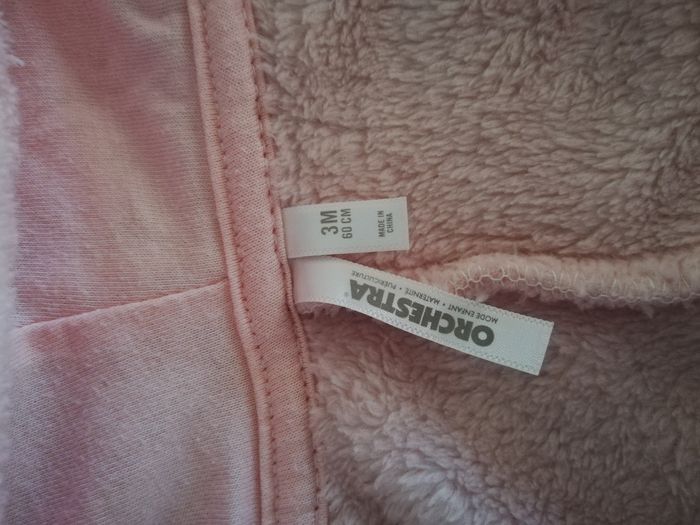 3M
60 CM
MADE IN
CHINA
ORCHESTRA®
MODE ENFANT • MATERNITE • PUERICULTURE